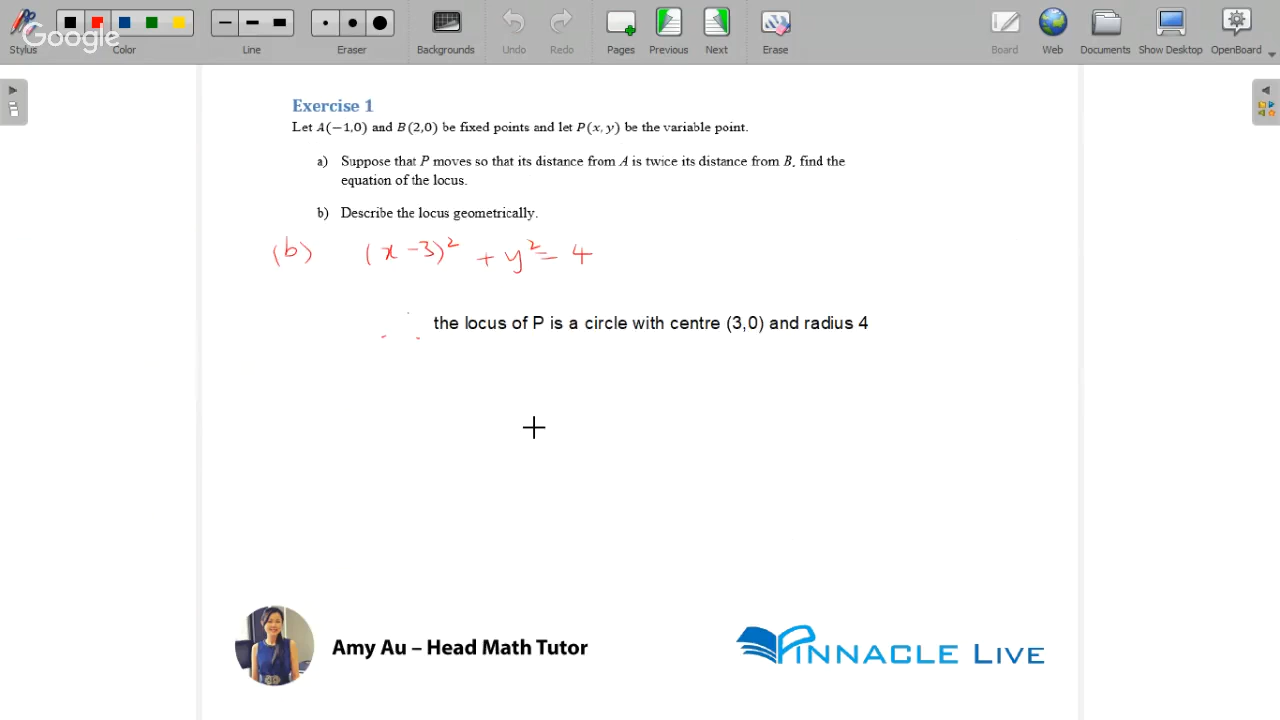 Stylus
Google
Color
Line
Eraser
Backgrounds
Undo
Redo
Pages
Previous
Next
Erase
Board
Web
Documents
Show Desktop
OpenBoard
Exercise 1
Let A(−1,0) and B(2,0) be fixed points and let P(x, y) be the variable point.
a) Suppose that P moves so that its distance from A is twice its distance from B, find the
equation of the locus.
b) Describe the locus geometrically.
(b) (x -3)² + y² = 4
∴ the locus of P is a circle with centre (3,0) and radius 4
Amy Au – Head Math Tutor
PINNACLE LIVE